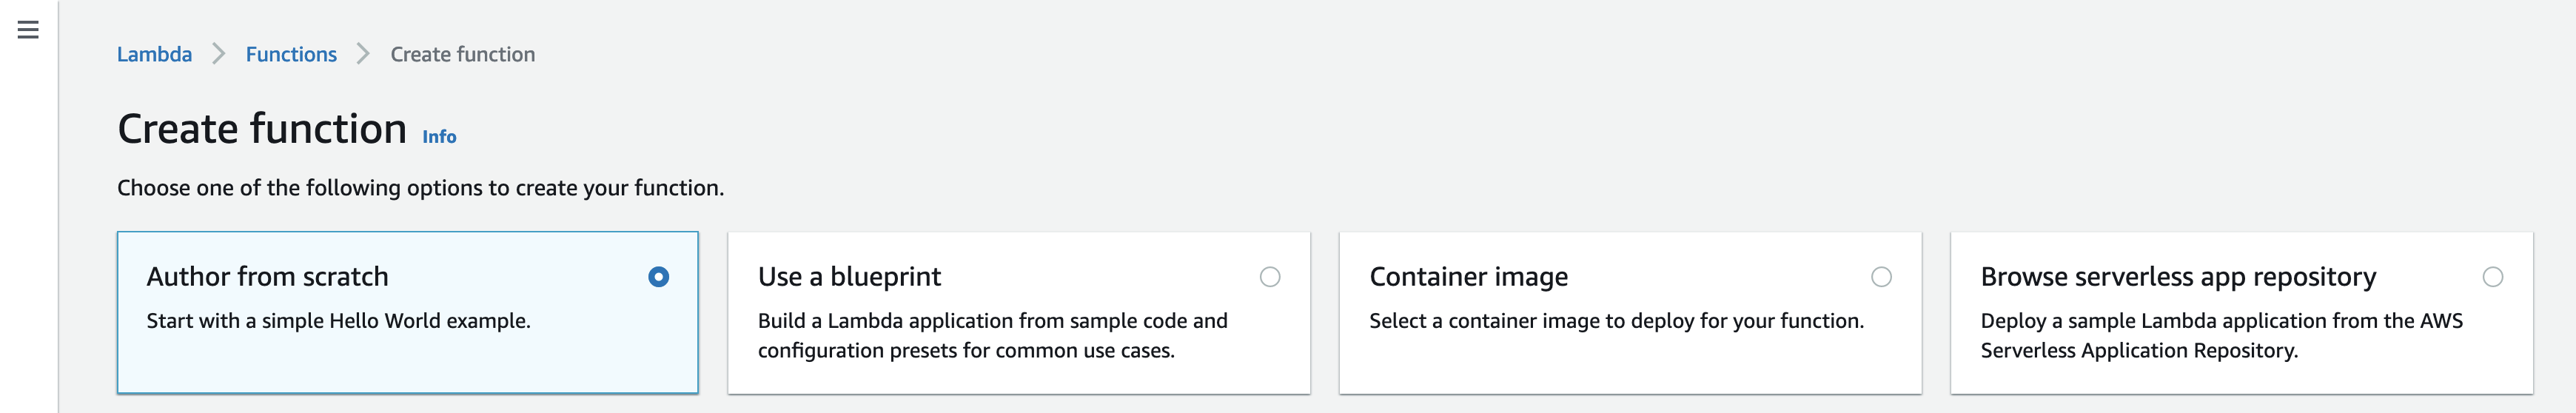 Lambda > Functions > Create function
Create function Info
Choose one of the following options to create your function.
Author from scratch
Start with a simple Hello World example.
Use a blueprint
Build a Lambda application from sample code and
configuration presets for common use cases.
Container image
Select a container image to deploy for your function.
Browse serverless app repository
Deploy a sample Lambda application from the AWS
Serverless Application Repository.